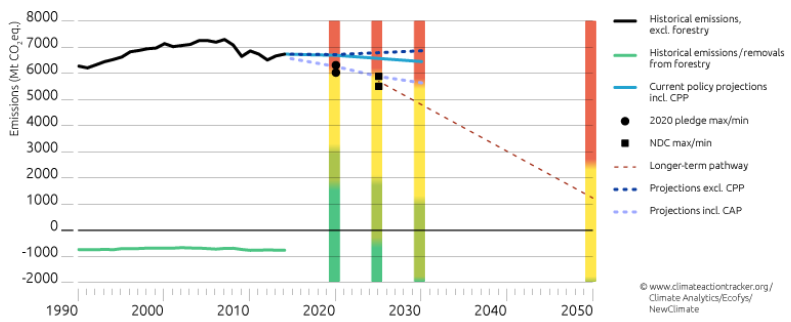 8000
7000
6000
5000
4000
3000
2000
1000
0
-1000
-2000
Emissions (Mt CO₂eq.)
1990
2000
2010
2020
2030
2040
2050
Historical emissions,
excl. forestry
Historical emissions/removals
from forestry
Current policy projections
incl. CPP
2020 pledge max/min
NDC max/min
Longer-term pathway
Projections excl. CPP
Projections incl. CAP
© www.climateactiontracker.org/
Climate Analytics/Ecofys/
NewClimate